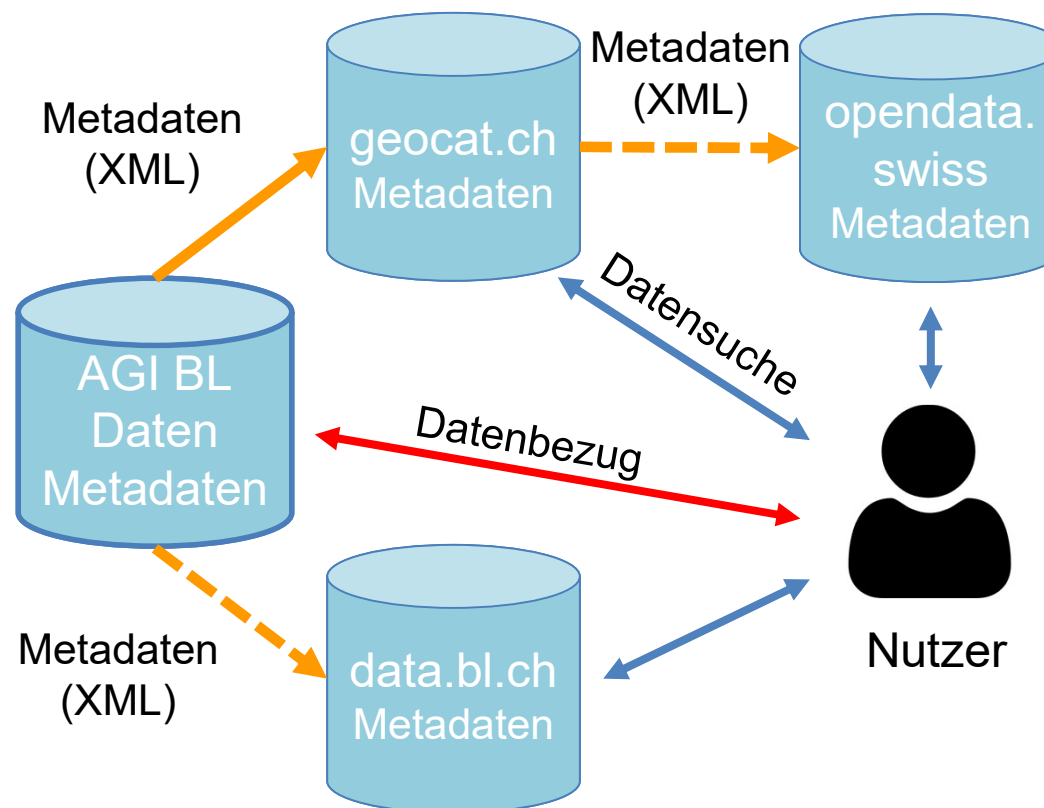 Metadaten
(XML)
geocat.ch
Metadaten
Metadaten
(XML)
opendata.
swiss
Metadaten
Datensuche
AGI BL
Daten
Metadaten
Datenbezug
Nutzer
Metadaten
(XML)
data.bl.ch
Metadaten